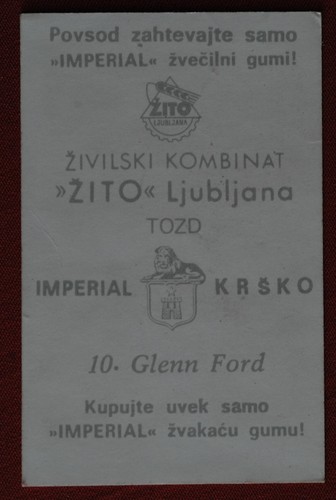 Povsod zahtevajte samo
»IMPERIAL« žvečilni gumi!
ŽITO
LJUBLJANA
ŽIVILSKI KOMBINAT
»ŽITO« Ljubljana
TOZD
IMPERIAL KRŠKO
10. Glenn Ford
Kupujte uvek samo
»IMPERIAL« žvakaću gumu!